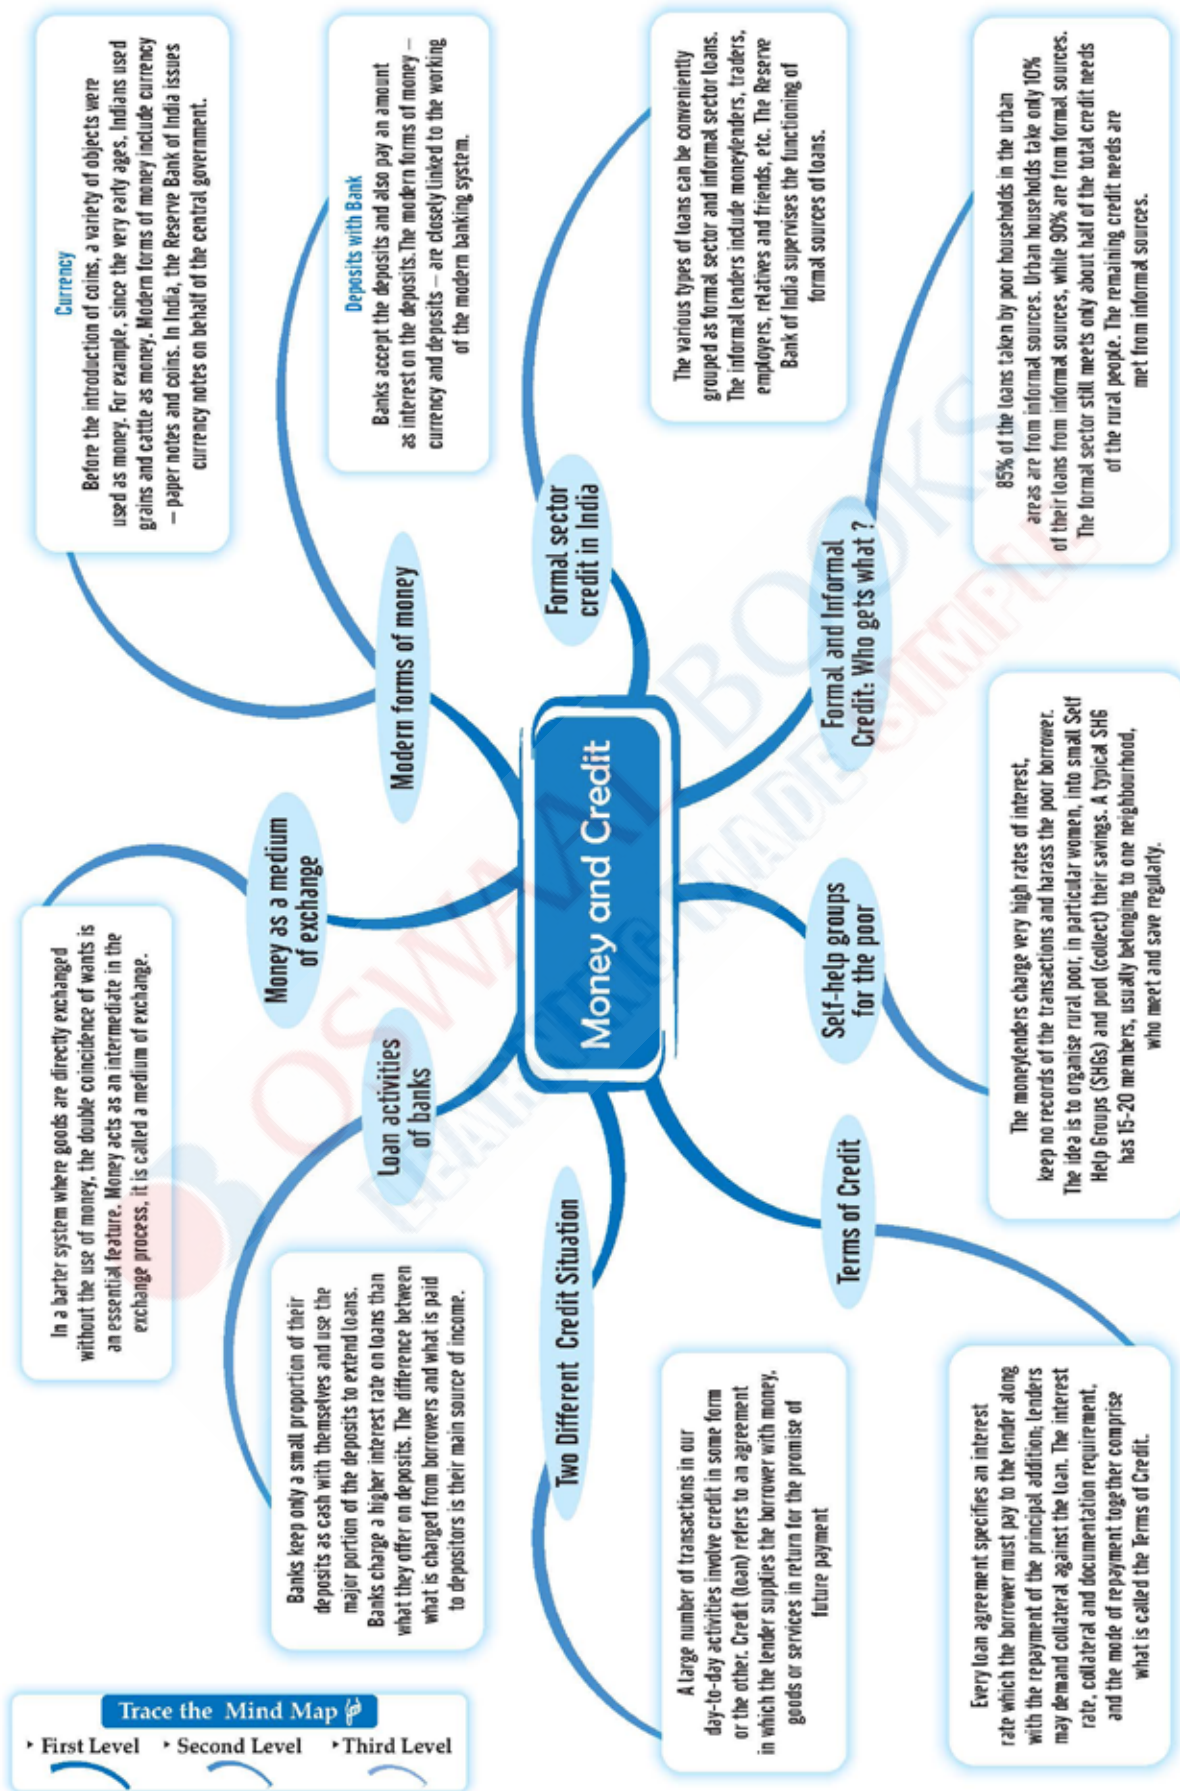 Money and Credit
Modern forms of money
Currency
Before the introduction of coins, a variety of objects were
used as money. For example, since the very early ages, Indians used
grains and cattle as money. Modern forms of money include currency
– paper notes and coins. In India, the Reserve Bank of India issues
currency notes on behalf of the central government.
Deposits with Bank
Banks accept the deposits and also pay an amount
as interest on the deposits.The modern forms of money –
currency and deposits – are closely linked to the working
of the modern banking system.
Formal sector
credit in India
The various types of loans can be conveniently
grouped as formal sector and informal sector loans.
The informal lenders include moneylenders, traders,
employers, relatives and friends, etc. The Reserve
Bank of India supervises the functioning of
formal sources of loans.
Formal and Informal
Credit: Who gets what ?
85% of the loans taken by poor households in the urban
areas are from informal sources. Urban households take only 10%
of their loans from informal sources, while 90% are from formal sources.
The formal sector still meets only about half of the total credit needs
of the rural people. The remaining credit needs are
met from informal sources.
Self-help groups
for the poor
The moneylenders charge very high rates of interest,
keep no records of the transactions and harass the poor borrower.
The idea is to organise rural poor, in particular women, into small Self
Help Groups (SHGs) and pool (collect) their savings. A typical SHG
has 15-20 members, usually belonging to one neighbourhood,
who meet and save regularly.
Terms of Credit
Every loan agreement specifies an interest
rate which the borrower must pay to the lender along
with the repayment of the principal addition; lenders
may demand collateral against the loan. The interest
rate, collateral and documentation requirement,
and the mode of repayment together comprise
what is called the Terms of Credit.
Two Different Credit Situation
A large number of transactions in our
day-to-day activities involve credit in some form
or the other. Credit (loan) refers to an agreement
in which the lender supplies the borrower with money,
goods or services in return for the promise of
future payment
Loan activities
of banks
Banks keep only a small proportion of their
deposits as cash with themselves and use the
major portion of the deposits to extend loans.
Banks charge a higher interest rate on loans than
what they offer on deposits. The difference between
what is charged from borrowers and what is paid
to depositors is their main source of income.
Money as a medium
of exchange
In a barter system where goods are directly exchanged
without the use of money, the double coincidence of wants is
an essential feature. Money acts as an intermediate in the
exchange process, it is called a medium of exchange.
Trace the Mind Map
First Level
Second Level
Third Level
OSWAAL BOOKS
LEARNING MADE SIMPLE